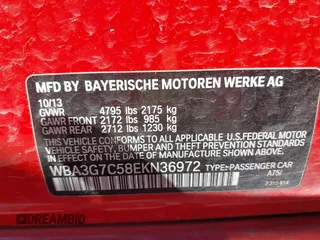 MFD BY BAYERISCHE MOTOREN WERKE AG
10/13
GVWR 4795 lbs 2175 kg
GAWR FRONT 2172 lbs 985 kg
GAWR REAR 2712 lbs 1230 kg
THIS VEHICLE CONFORMS TO ALL APPLICABLE
U.S. FEDERAL MOTOR VEHICLE SAFETY,
BUMPER AND THEFT PREVENTION STANDARDS
IN EFFECT ON THE DATE OF MANUFACTURE
SHOWN ABOVE.
WBA3G7C58EKN36972 TYPE:PASSENGER CAR
A75/
DREAMBID